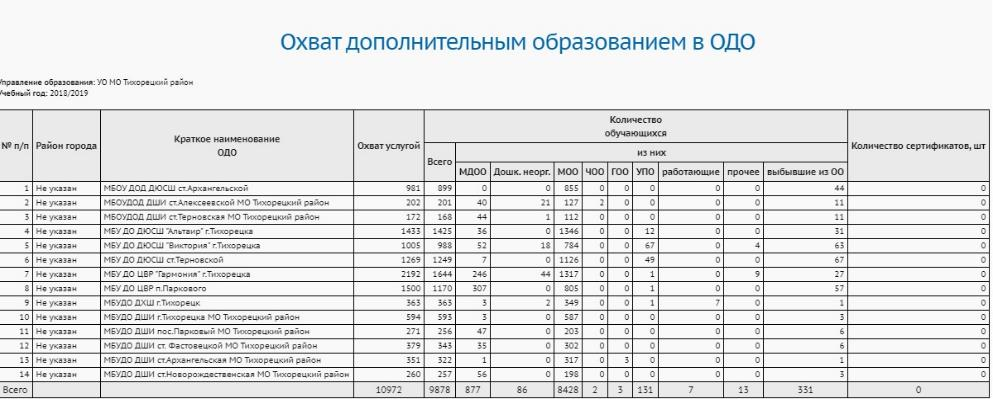 Охват дополнительным образованием в ОДО
Управление образования: УО МО Тихорецкий район
Учебный год: 2018/2019
№ п/п Район города Краткое наименование ОДО Охват услугой Количество обучающихся Количество сертификатов, шт
Всего из них
МДОО Дошк. неорг. МОО ЧОО ГОО УПО работающие прочее выбывшие из ОО
1 Не указан МБОУ ДОД ДЮСШ ст.Архангельской 981 899 0 0 855 0 0 0 0 0 44 0
2 Не указан МБОУДОД ДШИ ст.Алексеевской МО Тихорецкий район 202 201 40 21 127 2 0 0 0 0 11 0
3 Не указан МБОУДОД ДШИ ст.Терновская МО Тихорецкий район 172 168 44 1 112 0 0 0 0 0 11 0
4 Не указан МБУ ДО ДЮСШ "Альтаир" г.Тихорецк 1433 1425 36 0 1346 0 0 12 0 0 31 0
5 Не указан МБУ ДО ДЮСШ "Виктория" г.Тихорецка 1005 988 52 18 784 0 0 67 0 4 63 0
6 Не указан МБУ ДО ДЮСШ ст.Терновской 1269 1249 7 0 1126 0 0 49 0 0 67 0
7 Не указан МБУ ДО ЦВР "Гармония" г.Тихорецка 2192 1644 246 44 1317 0 0 1 0 9 27 0
8 Не указан МБУ ДО ЦВР п.Паркового 1500 1170 307 0 805 0 0 1 0 0 57 0
9 Не указан МБУДО ДХШ г.Тихорецк 363 363 3 2 349 0 0 1 7 0 1 0
10 Не указан МБУДО ДШИ г.Тихорецка МО Тихорецкий район 594 593 3 0 587 0 0 0 0 0 3 0
11 Не указан МБУДО ДШИ пос.Парковый МО Тихорецкий район 271 256 47 0 203 0 0 0 0 0 6 0
12 Не указан МБУДО ДШИ ст. Фастовецкой МО Тихорецкий район 379 343 35 0 302 0 0 0 0 0 6 0
13 Не указан МБУДО ДШИ ст.Архангельская МО Тихорецкий район 351 322 1 0 317 0 3 0 0 0 1 0
14 Не указан МБУДО ДШИ ст.Новорождественская МО Тихорецкий район 260 257 56 0 198 0 0 0 0 0 3 0
Всего 10972 9878 877 86 8428 2 3 131 7 13 331 0